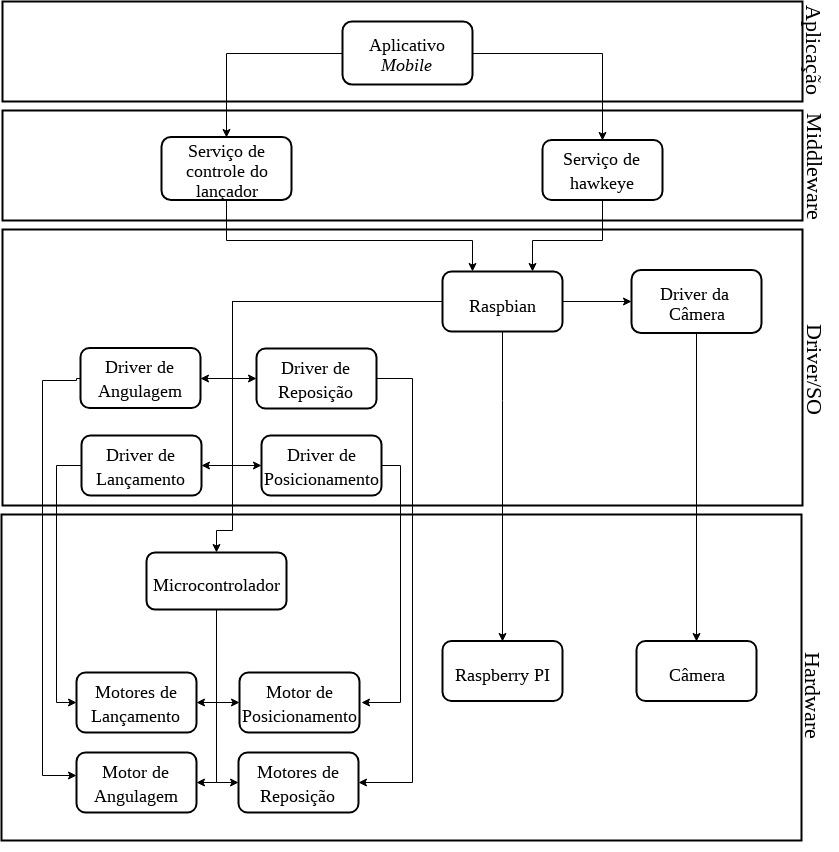 Aplicação
Aplicativo
Mobile
Middleware
Serviço de
controle do
lançador
Serviço de
hawkeye
Driver/SO
Raspbian
Driver da
Câmera
Driver de
Angulagem
Driver de
Reposição
Driver de
Lançamento
Driver de
Posicionamento
Hardware
Microcontrolador
Raspberry PI
Câmera
Motores de
Lançamento
Motor de
Posicionamento
Motor de
Angulagem
Motores de
Reposição